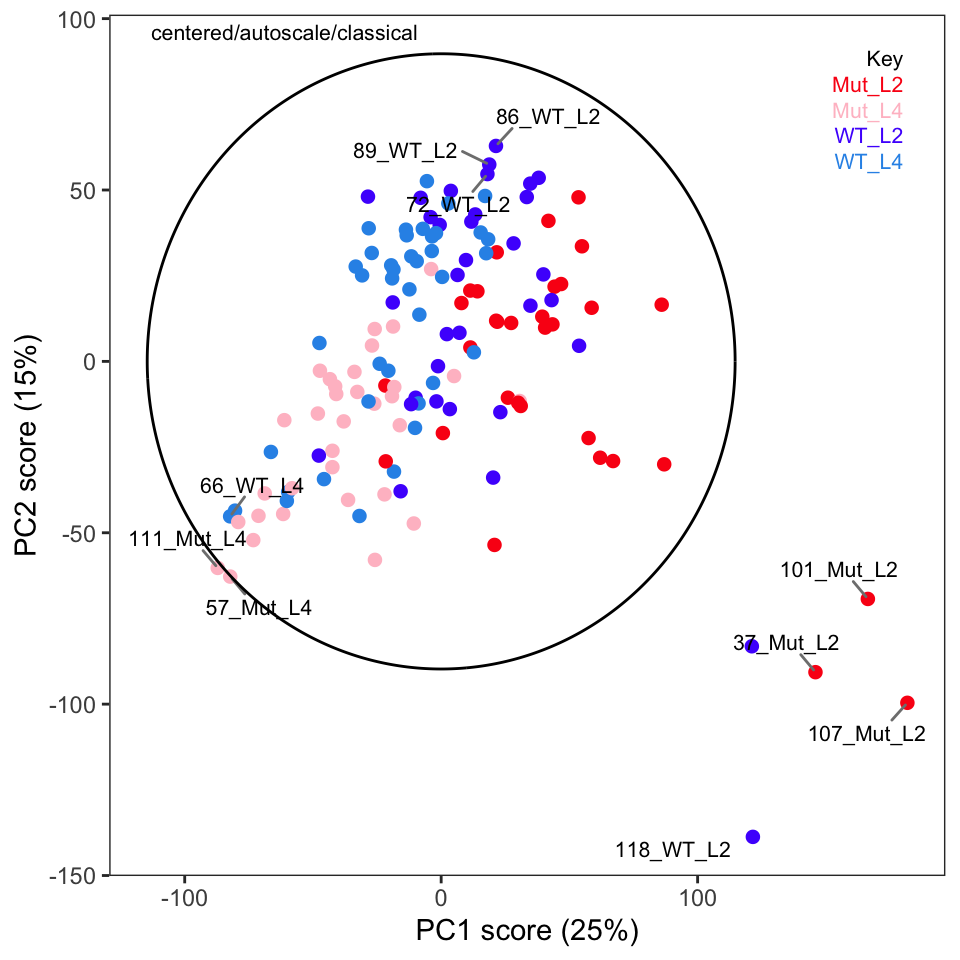 centered/autoscale/classical
Key
Mut_L2
Mut_L4
WT_L2
WT_L4
86_WT_L2
89_WT_L2
72_WT_L2
66_WT_L4
111_Mut_L4
57_Mut_L4
101_Mut_L2
37_Mut_L2
107_Mut_L2
118_WT_L2
100
50
0
-50
-100
-150
PC2 score (15%)
-100
0
100
PC1 score (25%)